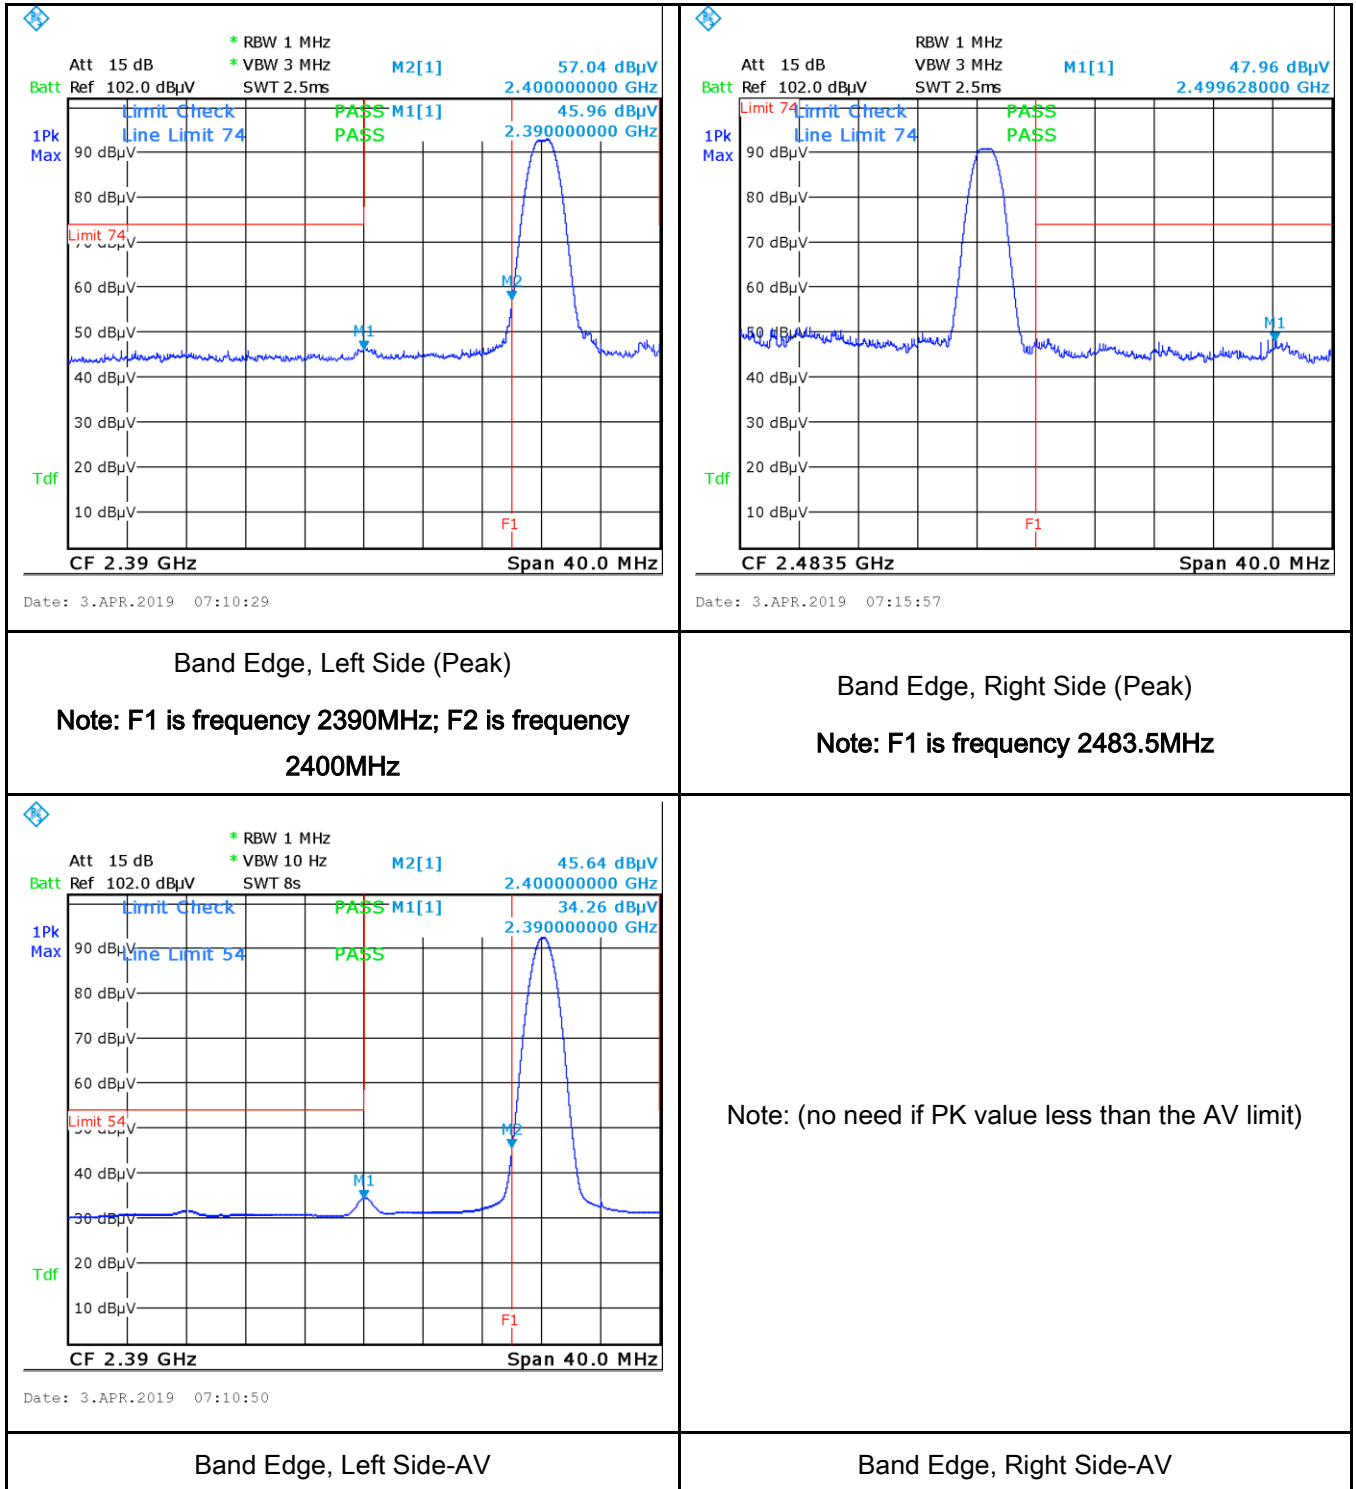 * RBW 1 MHz
Att 15 dB * VBW 3 MHz M2[1] 57.04 dBµV
Batt Ref 102.0 dBµV SWT 2.5ms 2.400000000 GHz
Limit Check PASS M1[1] 45.96 dBµV
1Pk Line Limit 74 PASS 2.390000000 GHz
Max 90 dBµV
80 dBµV
Limit 74
70 dBµV
M2
60 dBµV
50 dBµV M1
40 dBµV
30 dBµV
Tdf 20 dBµV
10 dBµV F1
CF 2.39 GHz Span 40.0 MHz
Date: 3.APR.2019 07:10:29
RBW 1 MHz
Att 15 dB VBW 3 MHz M1[1] 47.96 dBµV
Batt Ref 102.0 dBµV SWT 2.5ms 2.499628000 GHz
Limit 74 Limit Check PASS
1Pk Line Limit 74 PASS
Max 90 dBµV
80 dBµV
70 dBµV
60 dBµV
50 dBµV M1
40 dBµV
30 dBµV
Tdf 20 dBµV
10 dBµV F1
CF 2.4835 GHz Span 40.0 MHz
Date: 3.APR.2019 07:15:57
Band Edge, Left Side (Peak)
Note: F1 is frequency 2390MHz; F2 is frequency
2400MHz
Band Edge, Right Side (Peak)
Note: F1 is frequency 2483.5MHz
* RBW 1 MHz
Att 15 dB * VBW 10 Hz M2[1] 45.64 dBµV
Batt Ref 102.0 dBµV SWT 8s 2.400000000 GHz
Limit Check PASS M1[1] 34.26 dBµV
1Pk 2.390000000 GHz
Max 90 dBµV Line Limit 54 PASS
80 dBµV
70 dBµV
60 dBµV
Limit 54
50 dBµV M2
40 dBµV M1
30 dBµV
Tdf 20 dBµV
10 dBµV F1
CF 2.39 GHz Span 40.0 MHz
Date: 3.APR.2019 07:10:50
Note: (no need if PK value less than the AV limit)
Band Edge, Left Side-AV
Band Edge, Right Side-AV